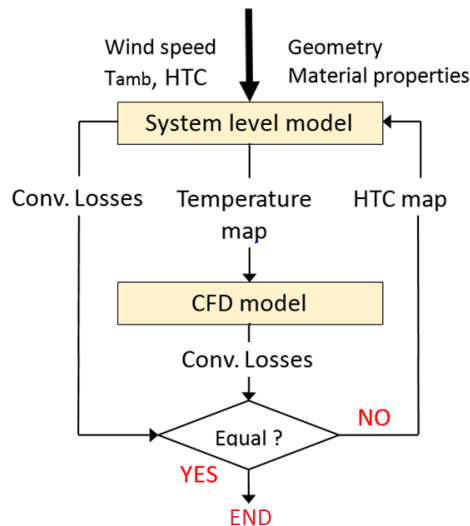 Wind speed
Tamb, HTC
Geometry
Material properties
System level model
Conv. Losses
Temperature
map
HTC map
CFD model
Conv. Losses
Equal ?
NO
YES
END